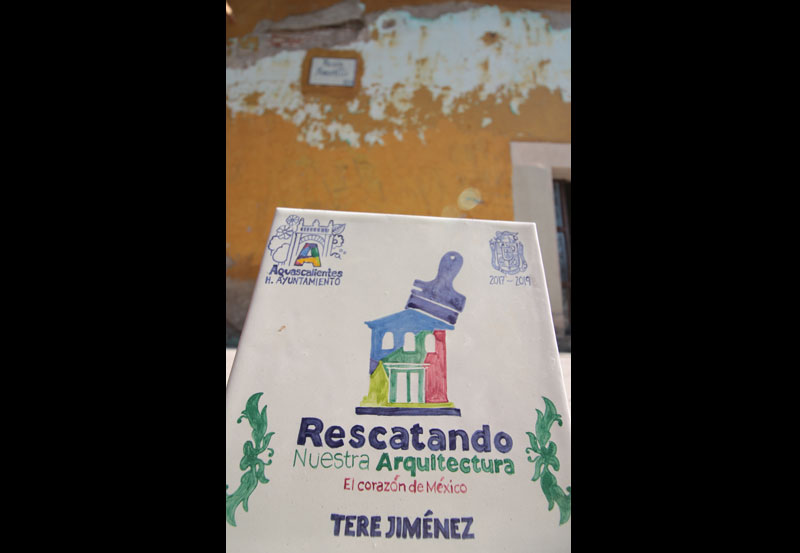 Aguascalientes
H. AYUNTAMIENTO
2017 - 2019
Rescatando
Nuestra Arquitectura
El corazón de México
TERE JIMÉNEZ